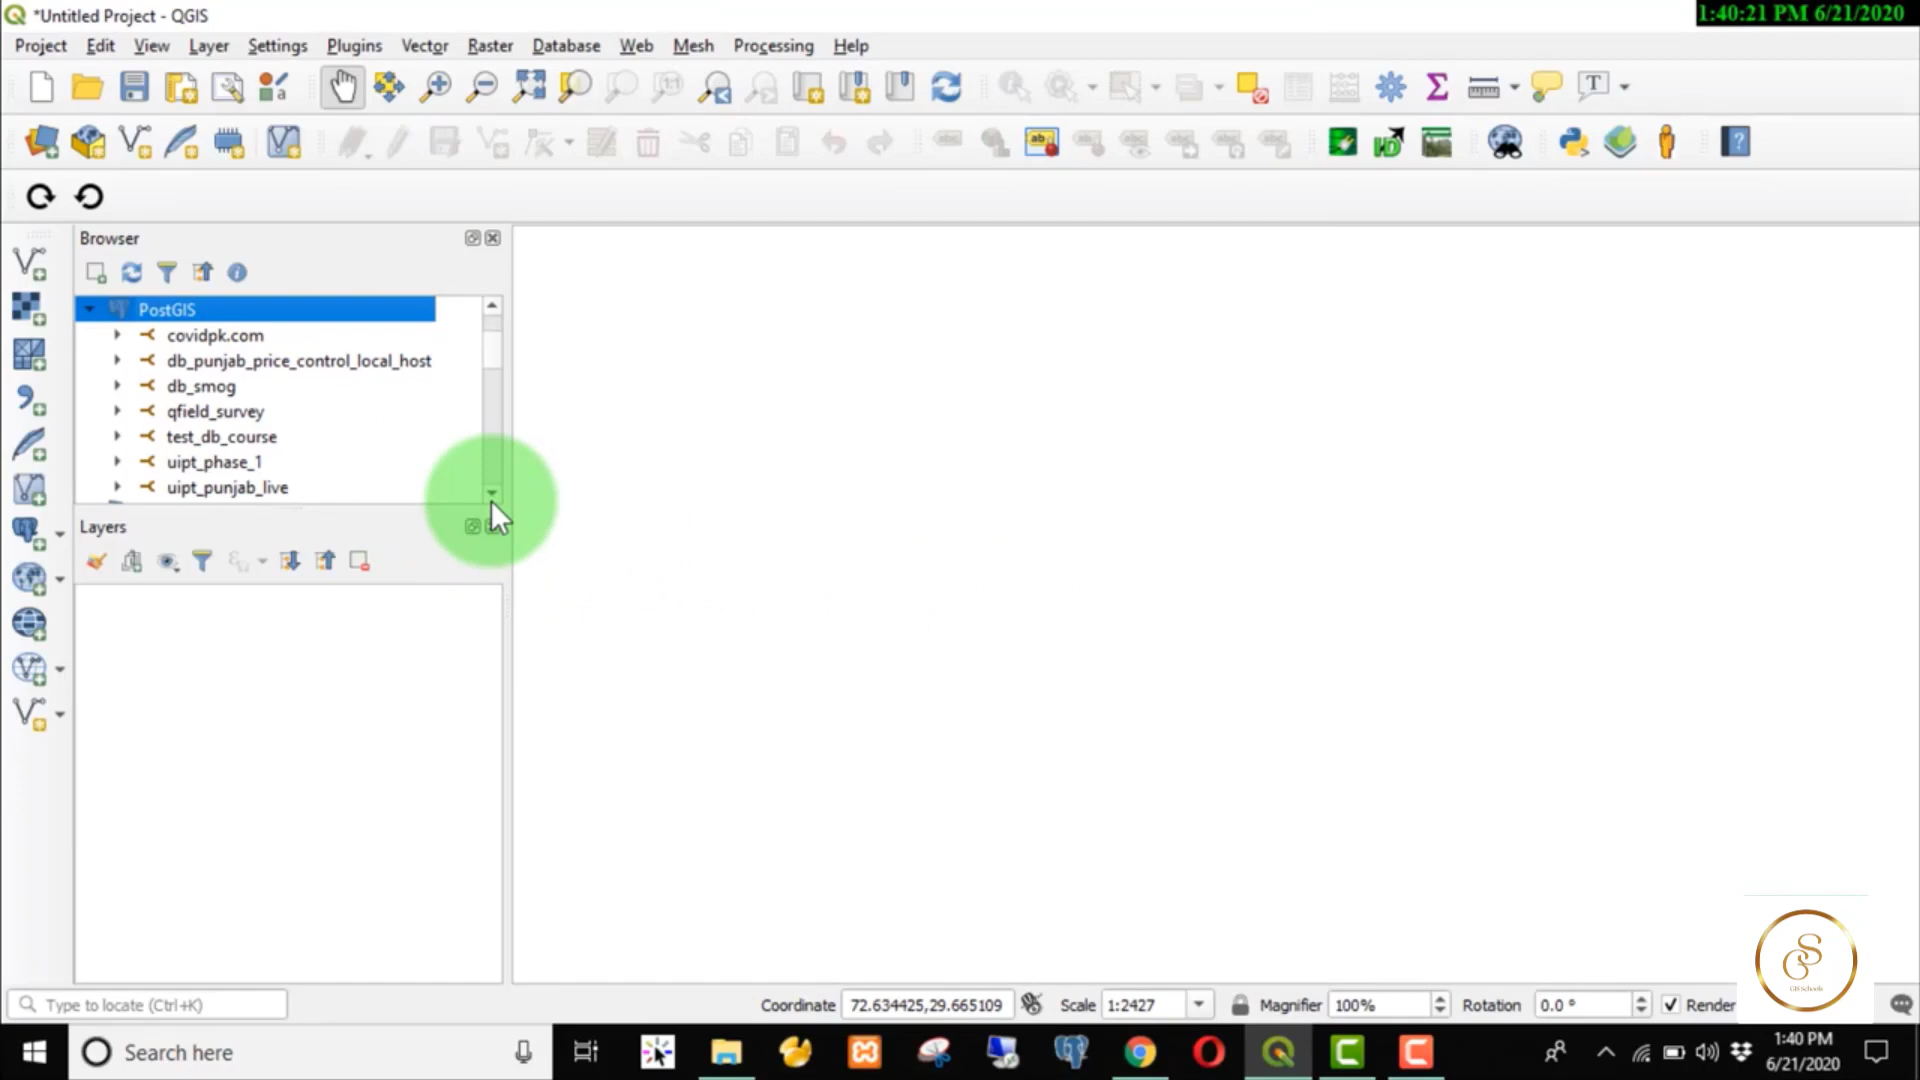 *Untitled Project - QGIS
1:40:21 PM 6/21/2020
Project Edit View Layer Settings Plugins Vector Raster Database Web Mesh Processing Help
Browser
PostGIS
covidpk.com
db_punjab_price_control_local_host
db_smog
qfield_survey
test_db_course
uipt_phase_1
uipt_punjab_live
Layers
GIS Schools
Type to locate (Ctrl+K)
Coordinate 72.634425,29.665109 Scale 1:2427 Magnifier 100% Rotation 0.0 ° Render
Search here
1:40 PM
6/21/2020